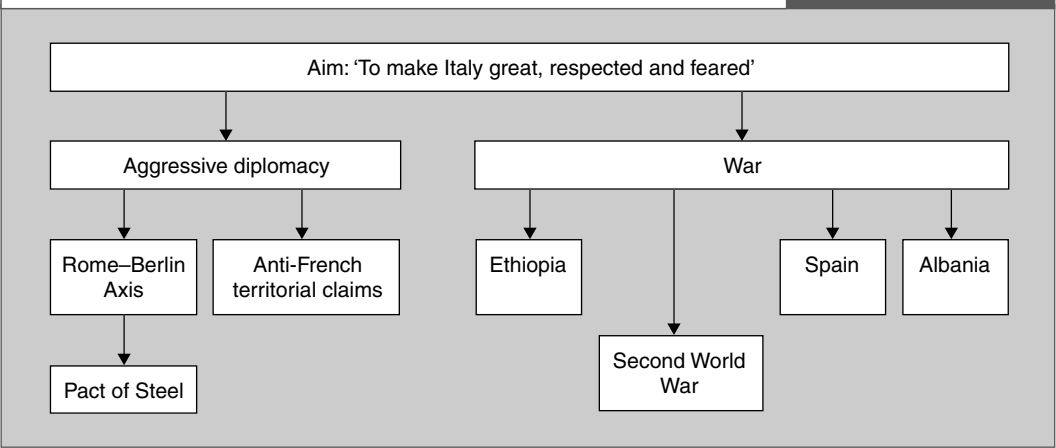 Aim: ‘To make Italy great, respected and feared’
Aggressive diplomacy
War
Rome–Berlin
Axis
Anti-French
territorial claims
Ethiopia
Spain
Albania
Second World
War
Pact of Steel